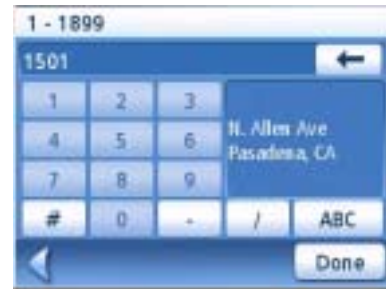 1 - 1899
1501
1 2 3
4 5 6 N. Allen Ave
7 8 9 Pasadena, CA
# 0 - / ABC
Done